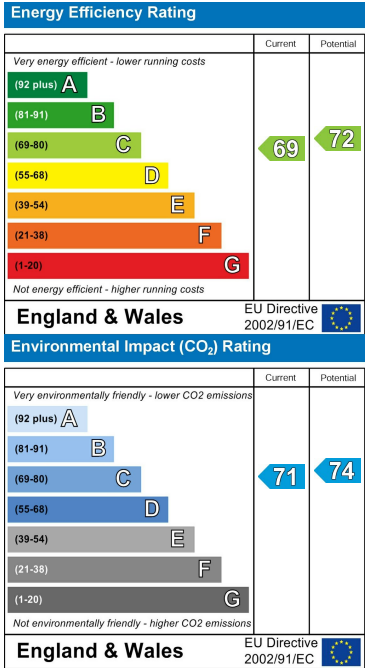 Energy Efficiency Rating
Current Potential
Very energy efficient - lower running costs
(92 plus) A
(81-91) B
(69-80) C
(55-68) D
(39-54) E
(21-38) F
(1-20) G
69
72
Not energy efficient - higher running costs
England & Wales
EU Directive
2002/91/EC
Environmental Impact (CO₂) Rating
Current Potential
Very environmentally friendly - lower CO2 emissions
(92 plus) A
(81-91) B
(69-80) C
(55-68) D
(39-54) E
(21-38) F
(1-20) G
71
74
Not environmentally friendly - higher CO2 emissions
England & Wales
EU Directive
2002/91/EC